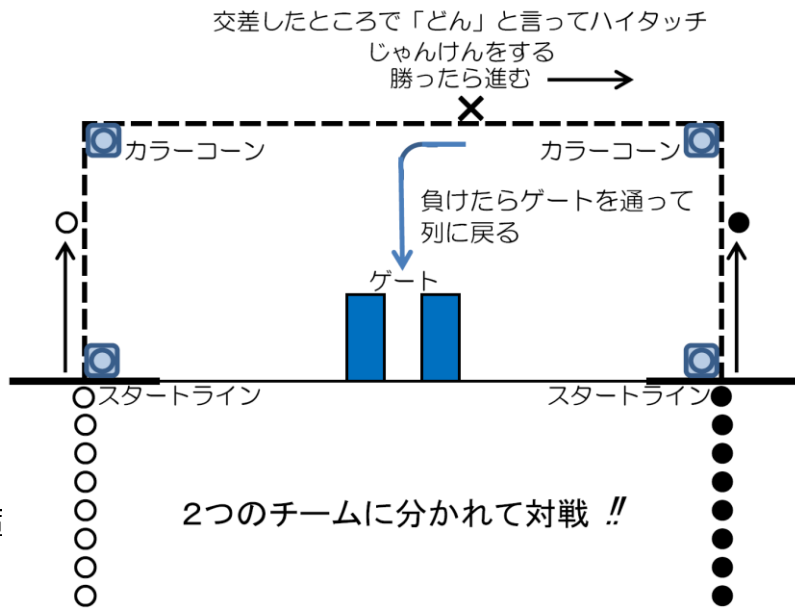 交差したところで「どん」と言ってハイタッチ
じゃんけんをする
勝ったら進む
カラーコーン
カラーコーン
負けたらゲートを通って
列に戻る
ゲート
スタートライン
スタートライン
2つのチームに分かれて対戦 !!